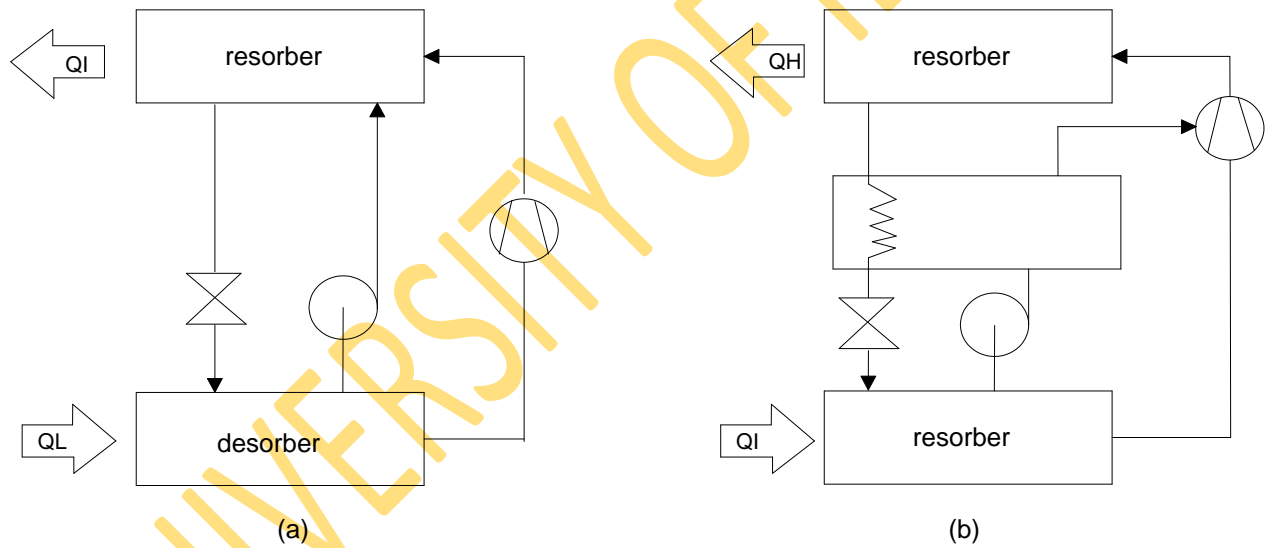 resorber
QI
QL
desorber
(a)
resorber
QH
QI
resorber
(b)
UNIVERSITY OF